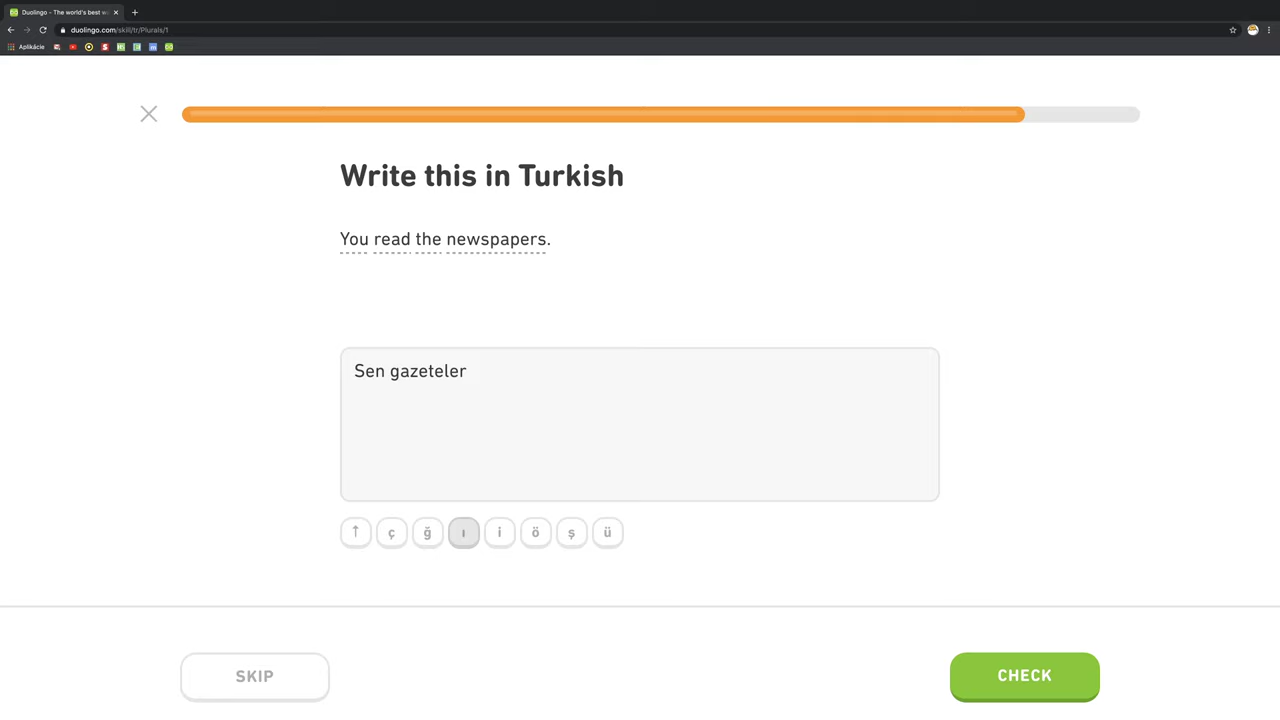 Duolingo - The world's best w
duolingo.com/skill/tr/Plurals/1
Aplikácie
Write this in Turkish
You read the newspapers.
Sen gazeteler
↑ ç ğ ı i ö ş ü
SKIP
CHECK